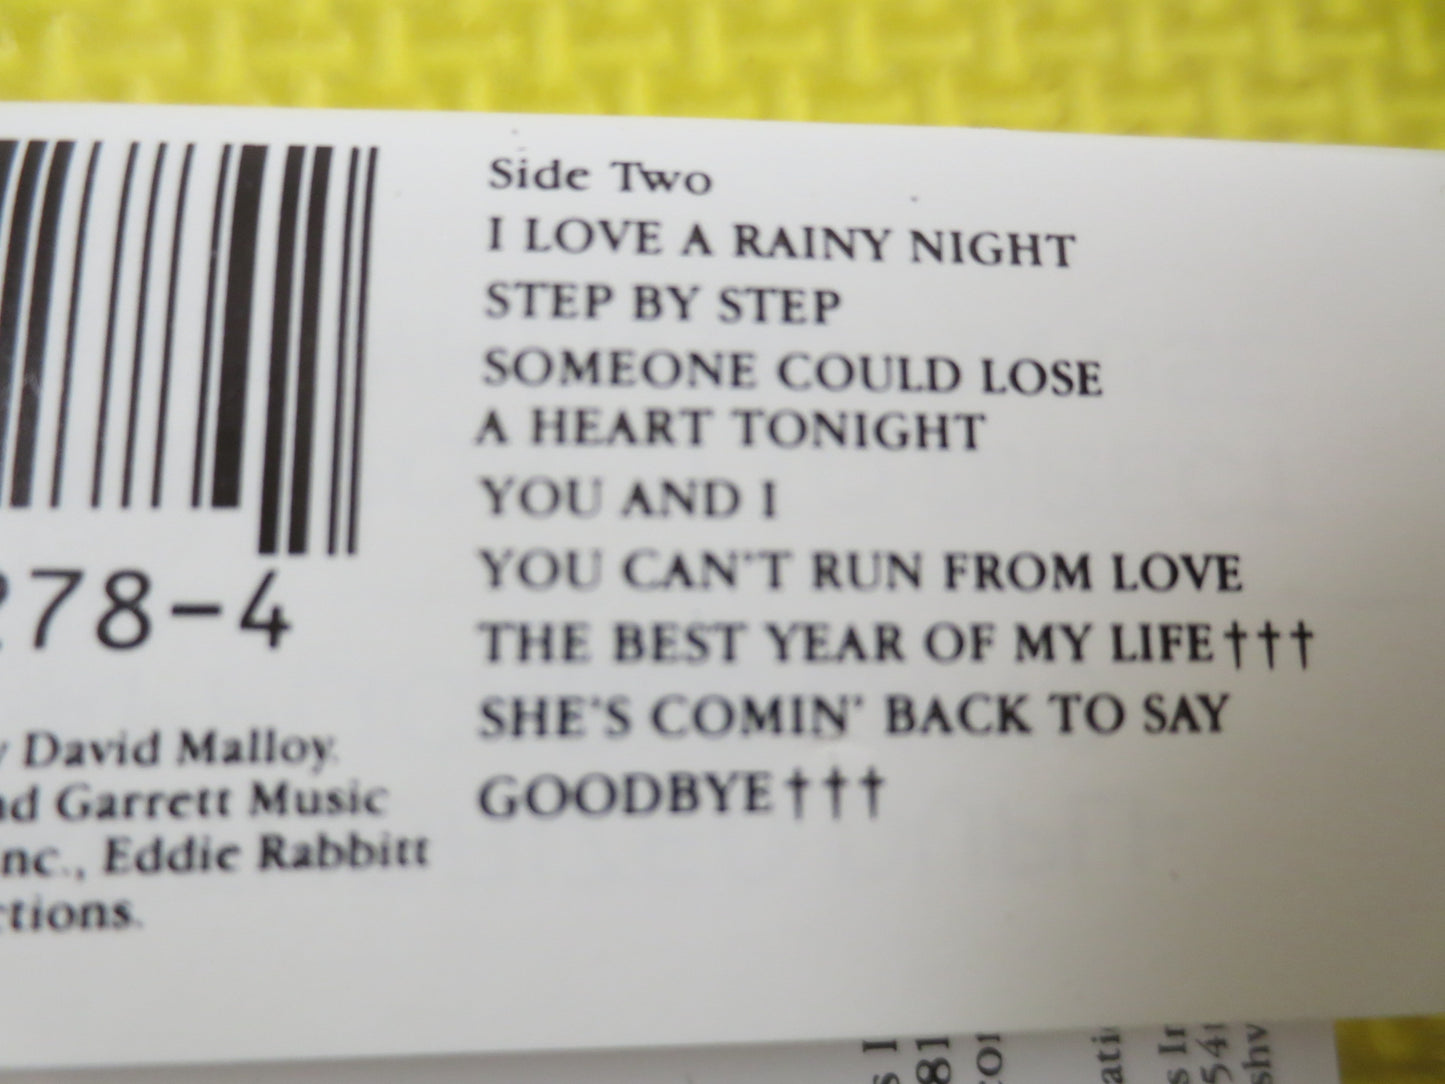 Side Two
I LOVE A RAINY NIGHT
STEP BY STEP
SOMEONE COULD LOSE
A HEART TONIGHT
YOU AND I
YOU CAN'T RUN FROM LOVE
THE BEST YEAR OF MY LIFE†††
SHE'S COMIN' BACK TO SAY
GOODBYE†††
278-4
David Malloy.
Garrett Music
Inc., Eddie Rabbitt